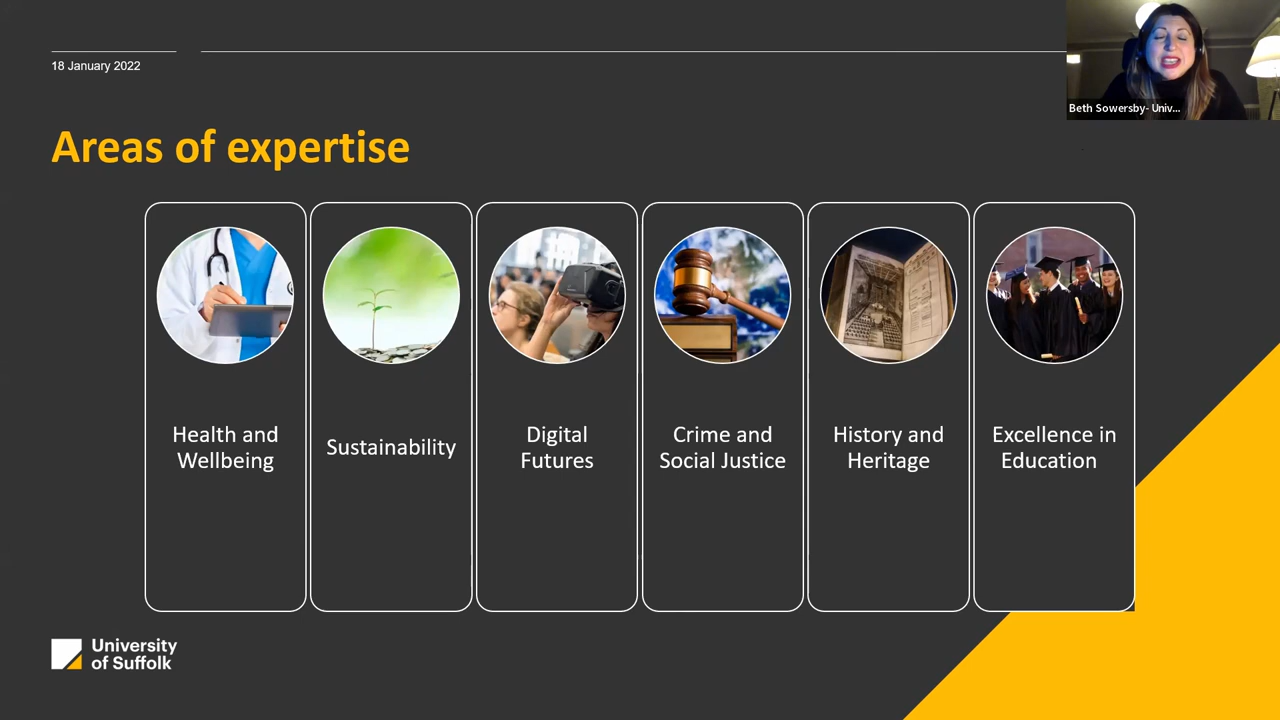 18 January 2022
Beth Sowersby- Univ...
Areas of expertise
Health and
Wellbeing
Sustainability
Digital
Futures
Crime and
Social Justice
History and
Heritage
Excellence in
Education
University
of Suffolk